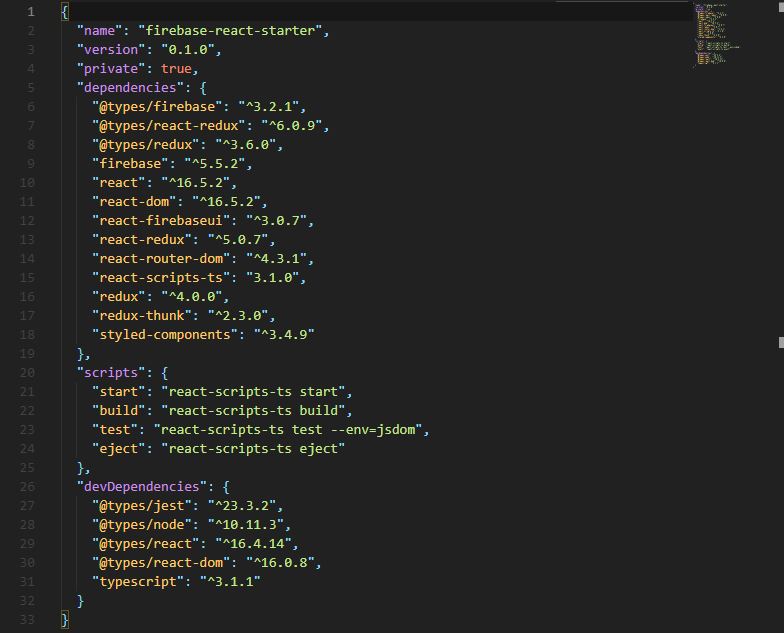 1 {
2 "name": "firebase-react-starter",
3 "version": "0.1.0",
4 "private": true,
5 "dependencies": {
6 "@types/firebase": "^3.2.1",
7 "@types/react-redux": "^6.0.9",
8 "@types/redux": "^3.6.0",
9 "firebase": "^5.5.2",
10 "react": "^16.5.2",
11 "react-dom": "^16.5.2",
12 "react-firebaseui": "^3.0.7",
13 "react-redux": "^5.0.7",
14 "react-router-dom": "^4.3.1",
15 "react-scripts-ts": "3.1.0",
16 "redux": "^4.0.0",
17 "redux-thunk": "^2.3.0",
18 "styled-components": "^3.4.9"
19 },
20 "scripts": {
21 "start": "react-scripts-ts start",
22 "build": "react-scripts-ts build",
23 "test": "react-scripts-ts test --env=jsdom",
24 "eject": "react-scripts-ts eject"
25 },
26 "devDependencies": {
27 "@types/jest": "^23.3.2",
28 "@types/node": "^10.11.3",
29 "@types/react": "^16.4.14",
30 "@types/react-dom": "^16.0.8",
31 "typescript": "^3.1.1"
32 }
33 }